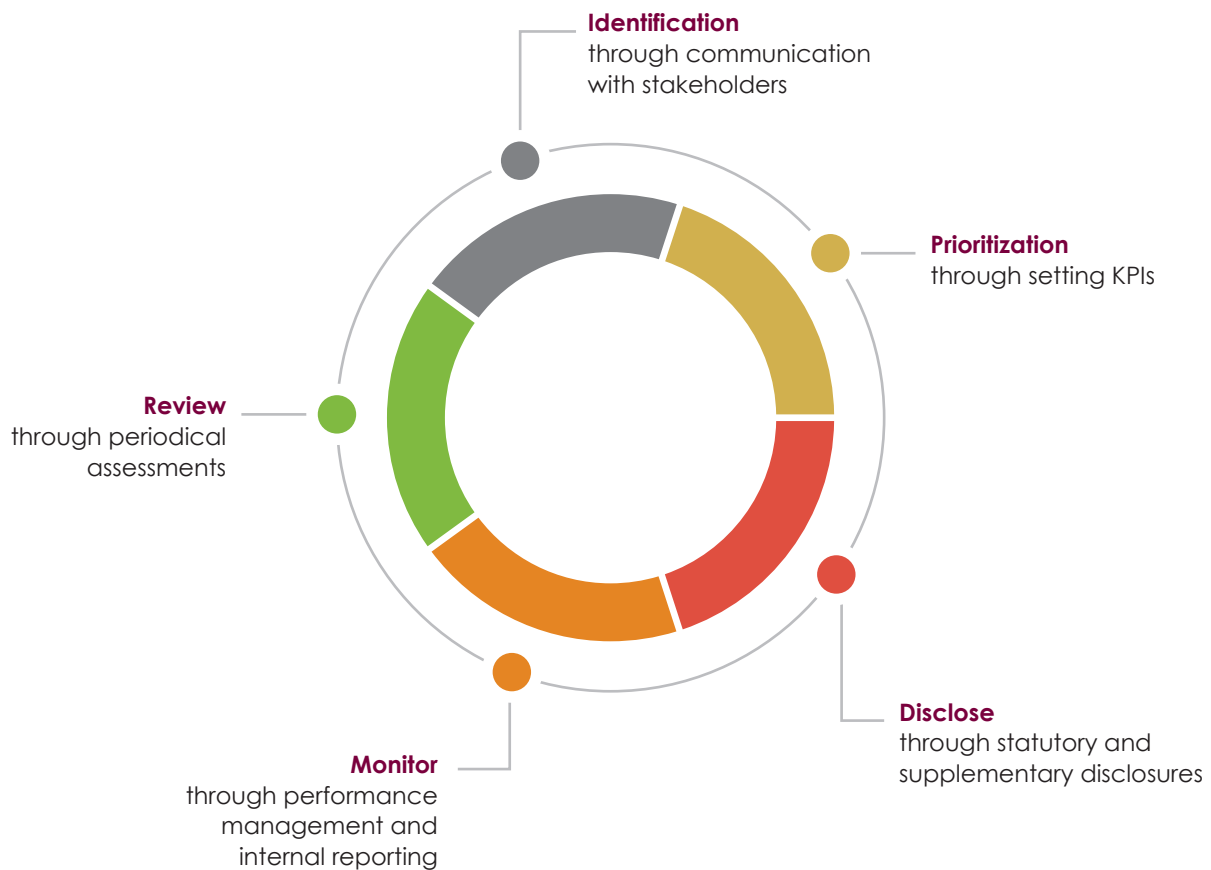 Identification
through communication
with stakeholders
Prioritization
through setting KPIs
Disclose
through statutory and
supplementary disclosures
Monitor
through performance
management and
internal reporting
Review
through periodical
assessments